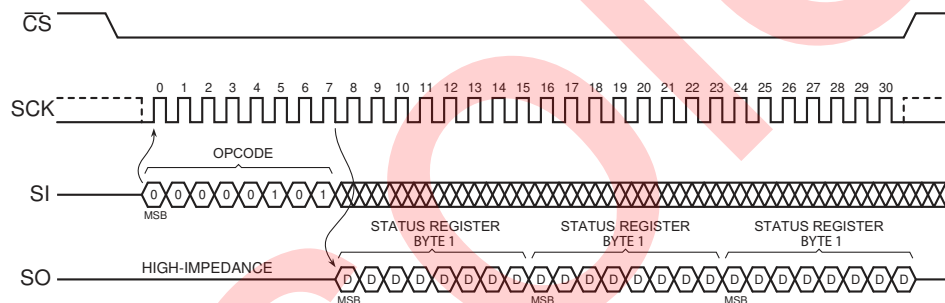 C̅S̅
0 1 2 3 4 5 6 7 8 9 10 11 12 13 14 15 16 17 18 19 20 21 22 23 24 25 26 27 28 29 30
SCK
OPCODE
SI 0 0 0 0 0 1 0 1
MSB
STATUS REGISTER
BYTE 1
STATUS REGISTER
BYTE 1
STATUS REGISTER
BYTE 1
SO HIGH-IMPEDANCE D D D D D D D D D D D D D D D D D D D D D D D D
MSB MSB MSB